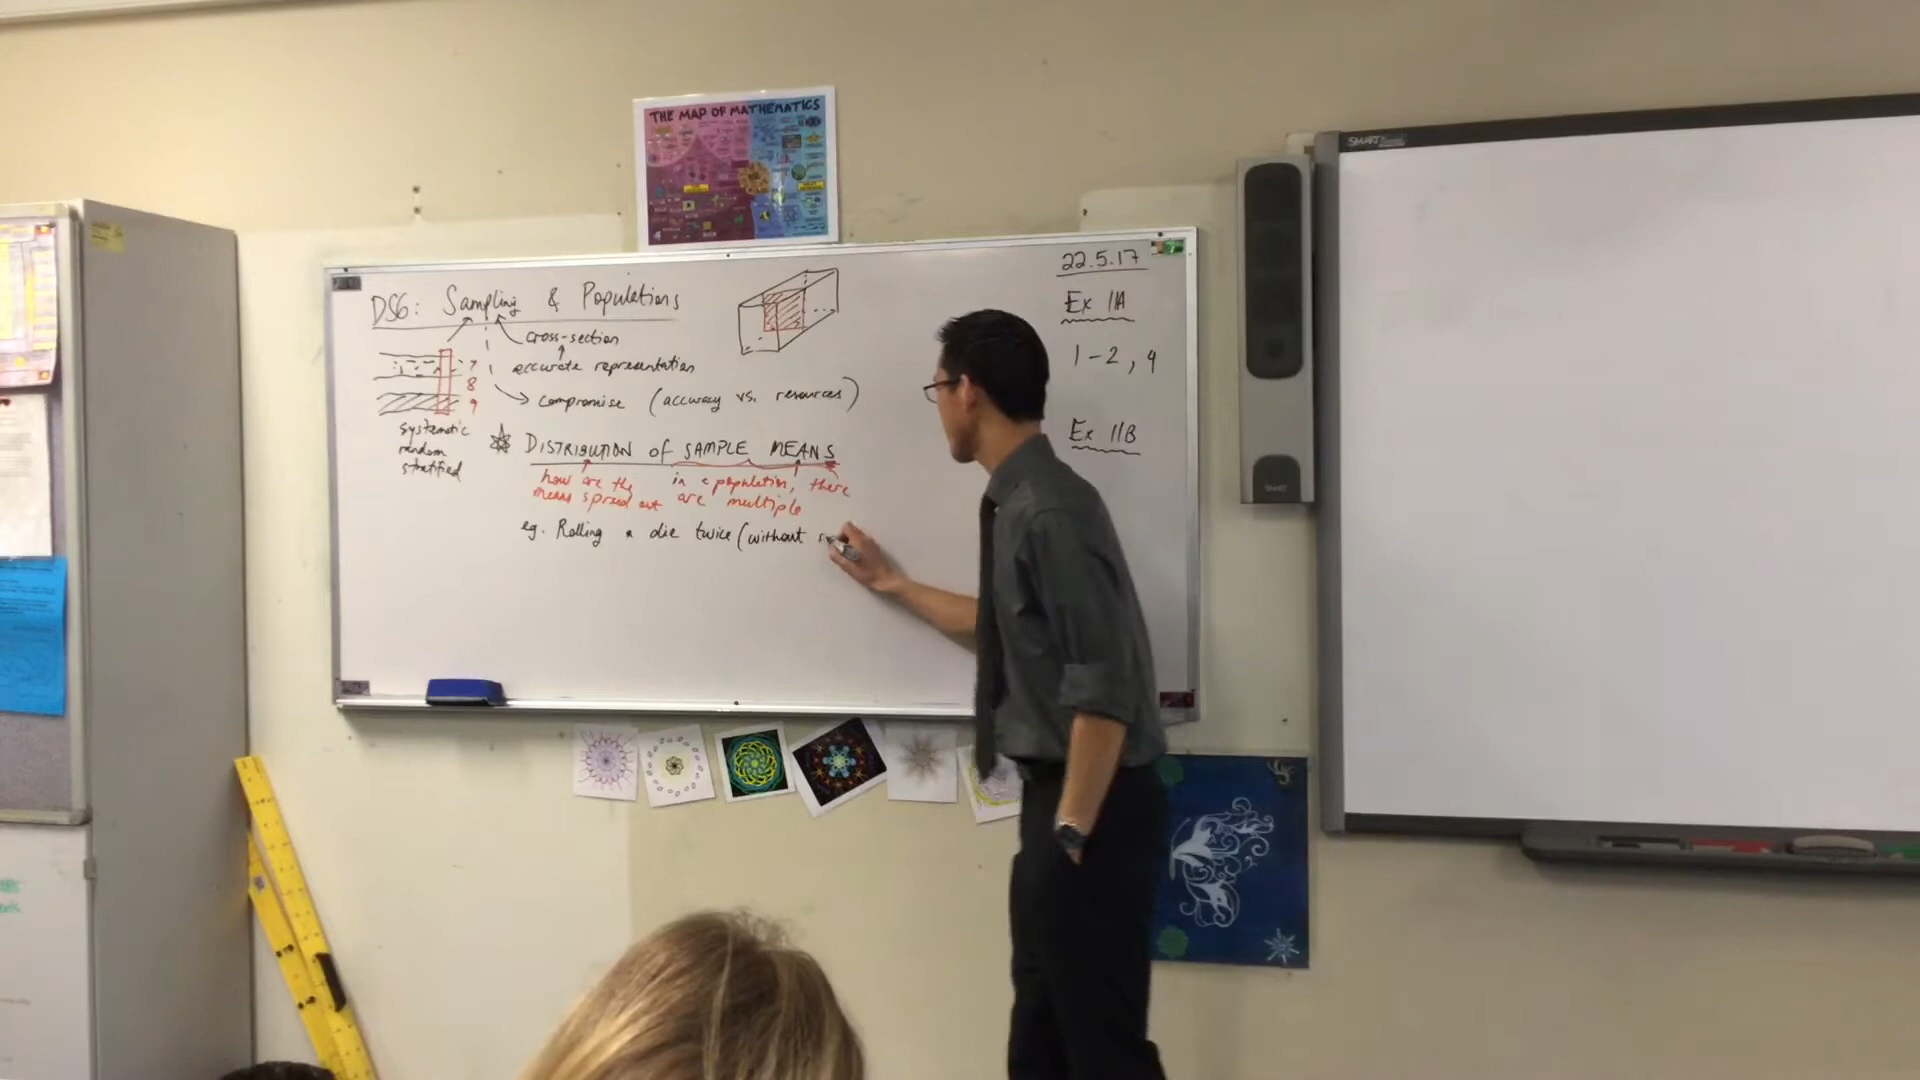 THE MAP OF MATHEMATICS
SMART
22.5.17
DS6: Sampling & Populations
Ex 11A
cross-section
1-2, 4
accurate representation
7
8
9
compromise (accuracy vs. resources)
Ex 11B
systematic
random
stratified
DISTRIBUTION of SAMPLE MEANS
how are the
means spread out
in a population, there
are multiple
eg. Rolling a die twice (without
SMART